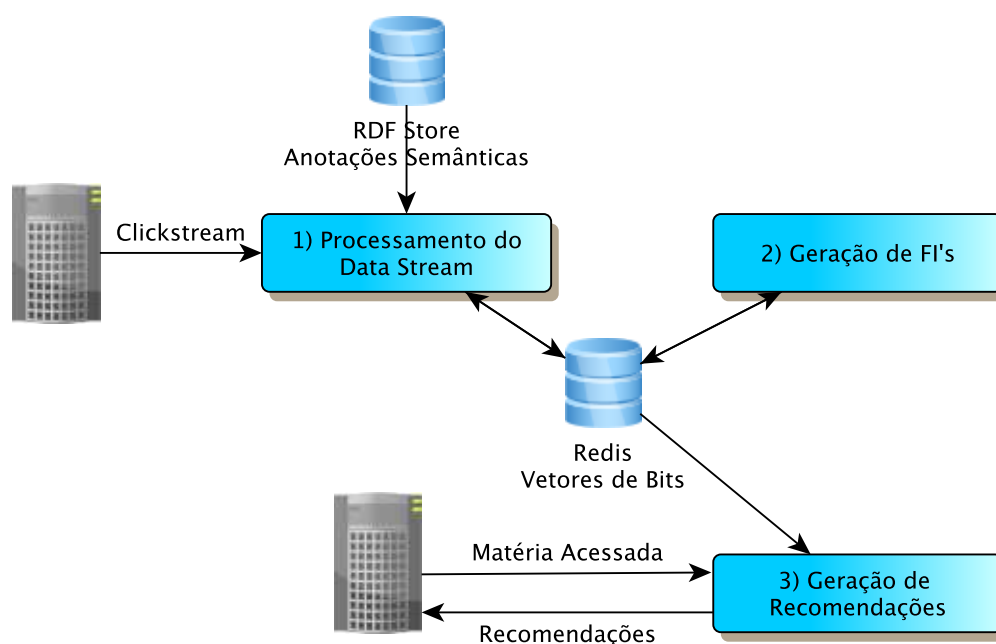 RDF Store
Anotações Semânticas
Clickstream
1) Processamento do
Data Stream
2) Geração de FI's
Redis
Vetores de Bits
Matéria Acessada
3) Geração de
Recomendações
Recomendações